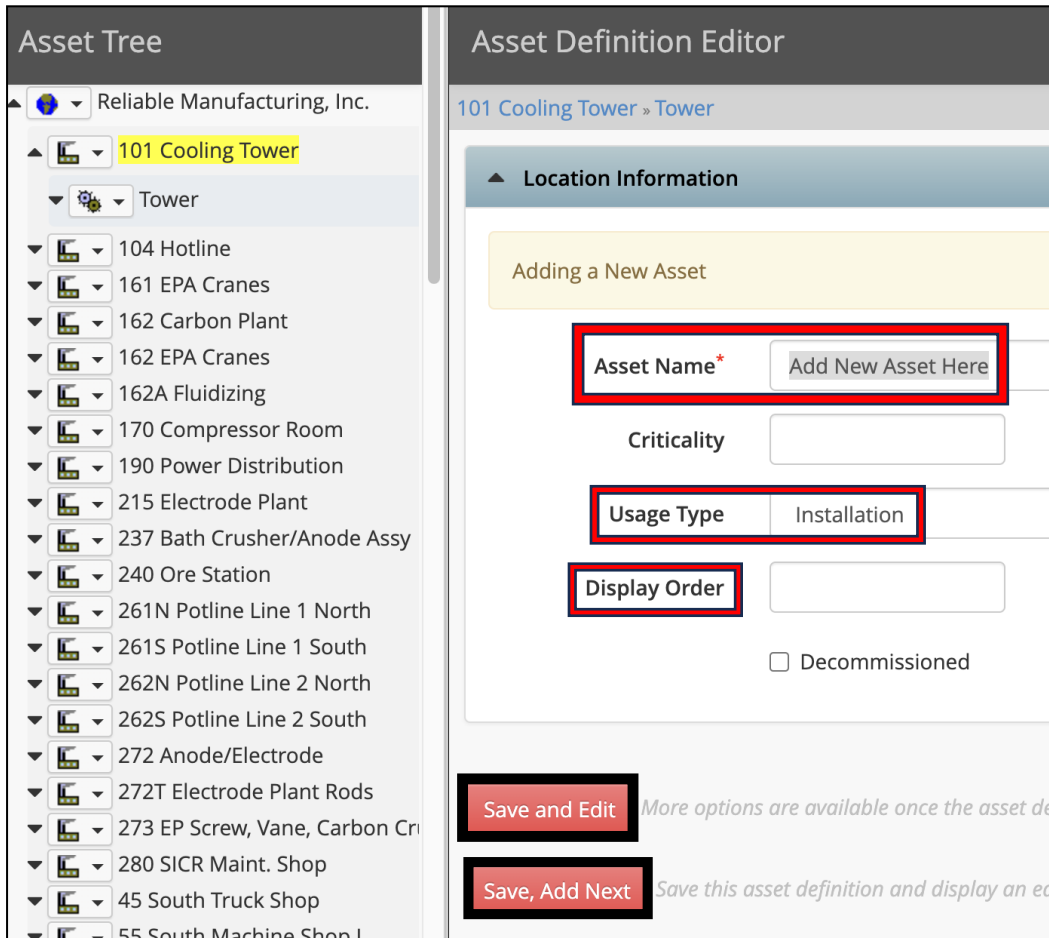 Asset Tree
Reliable Manufacturing, Inc.
101 Cooling Tower
Tower
104 Hotline
161 EPA Cranes
162 Carbon Plant
162 EPA Cranes
162A Fluidizing
170 Compressor Room
190 Power Distribution
215 Electrode Plant
237 Bath Crusher/Anode Assy
240 Ore Station
261N Potline Line 1 North
261S Potline Line 1 South
262N Potline Line 2 North
262S Potline Line 2 South
272 Anode/Electrode
272T Electrode Plant Rods
273 EP Screw, Vane, Carbon
280 SICR Maint. Shop
45 South Truck Shop
55 South Machine Shop
Asset Definition Editor
101 Cooling Tower » Tower
Location Information
Adding a New Asset
Asset Name* Add New Asset Here
Criticality
Usage Type Installation
Display Order
Decommissioned
Save and Edit More options are available once the asset
Save, Add Next Save this asset definition and display an